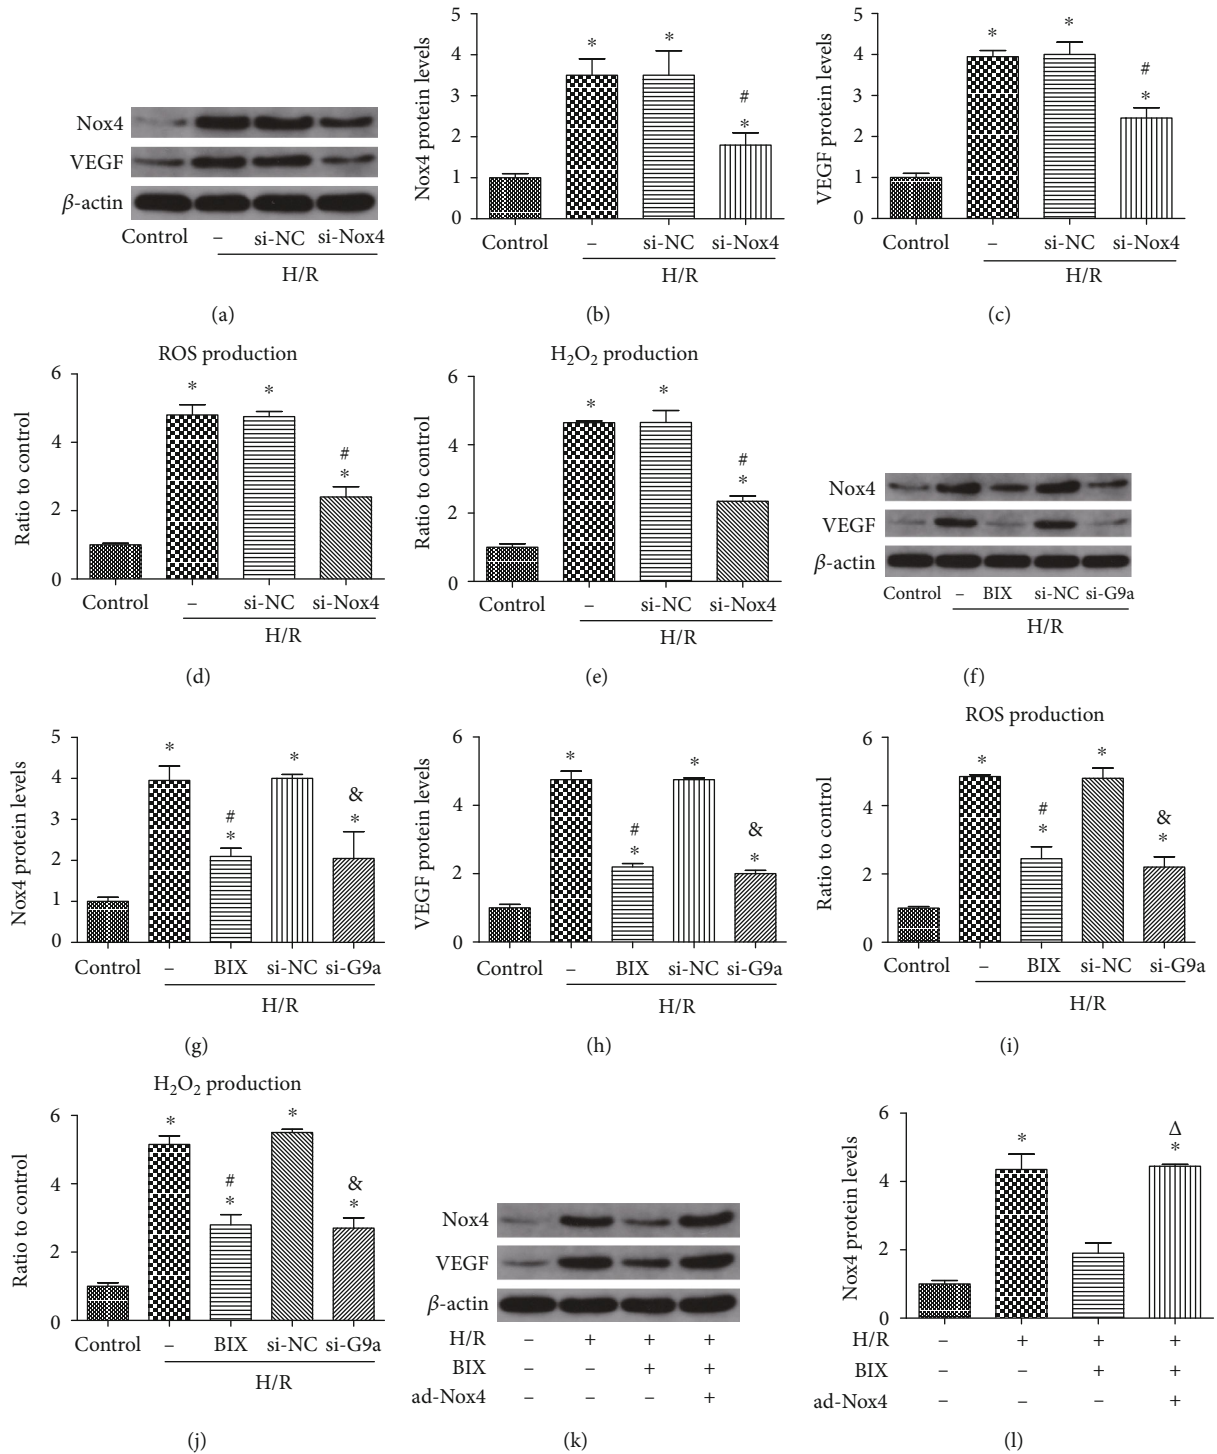 Nox4
VEGF
β-actin
Control – si-NC si-Nox4
H/R
(a)
5
4
3
2
1
0
Nox4 protein levels
* * # *
Control – si-NC si-Nox4
H/R
(b)
5
4
3
2
1
0
VEGF protein levels
* * # *
Control – si-NC si-Nox4
H/R
(c)
ROS production
6
4
2
0
Ratio to control
* * # *
Control – si-NC si-Nox4
H/R
(d)
H₂O₂ production
6
4
2
0
Ratio to control
* * # *
Control – si-NC si-Nox4
H/R
(e)
Nox4
VEGF
β-actin
Control – BIX si-NC si-G9a
H/R
(f)
5
4
3
2
1
0
Nox4 protein levels
* # * * & *
Control – BIX si-NC si-G9a
H/R
(g)
6
4
2
0
VEGF protein levels
* # * * & *
Control – BIX si-NC si-G9a
H/R
(h)
ROS production
6
4
2
0
Ratio to control
* # * * & *
Control – BIX si-NC si-G9a
H/R
(i)
H₂O₂ production
6
4
2
0
Ratio to control
* # * * & *
Control – BIX si-NC si-G9a
H/R
(j)
Nox4
VEGF
β-actin
H/R – + + +
BIX – – + +
ad-Nox4 – – – +
(k)
6
4
2
0
Nox4 protein levels
* Δ *
H/R – + + +
BIX – – + +
ad-Nox4 – – – +
(l)